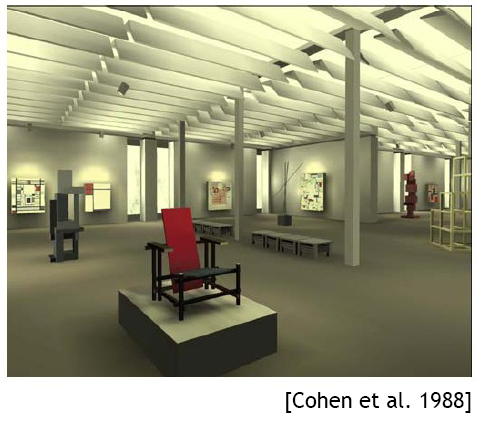 [Cohen et al. 1988]